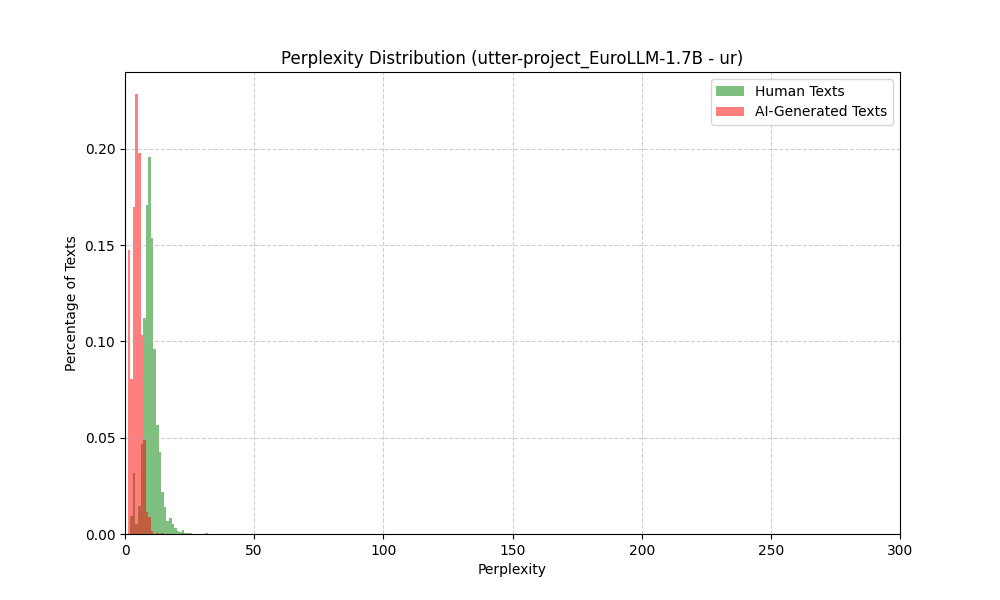 Perplexity Distribution (utter-project_EuroLLM-1.7B - ur)
Human Texts
AI-Generated Texts
Percentage of Texts
0.20
0.15
0.10
0.05
0.00
0 50 100 150 200 250 300
Perplexity